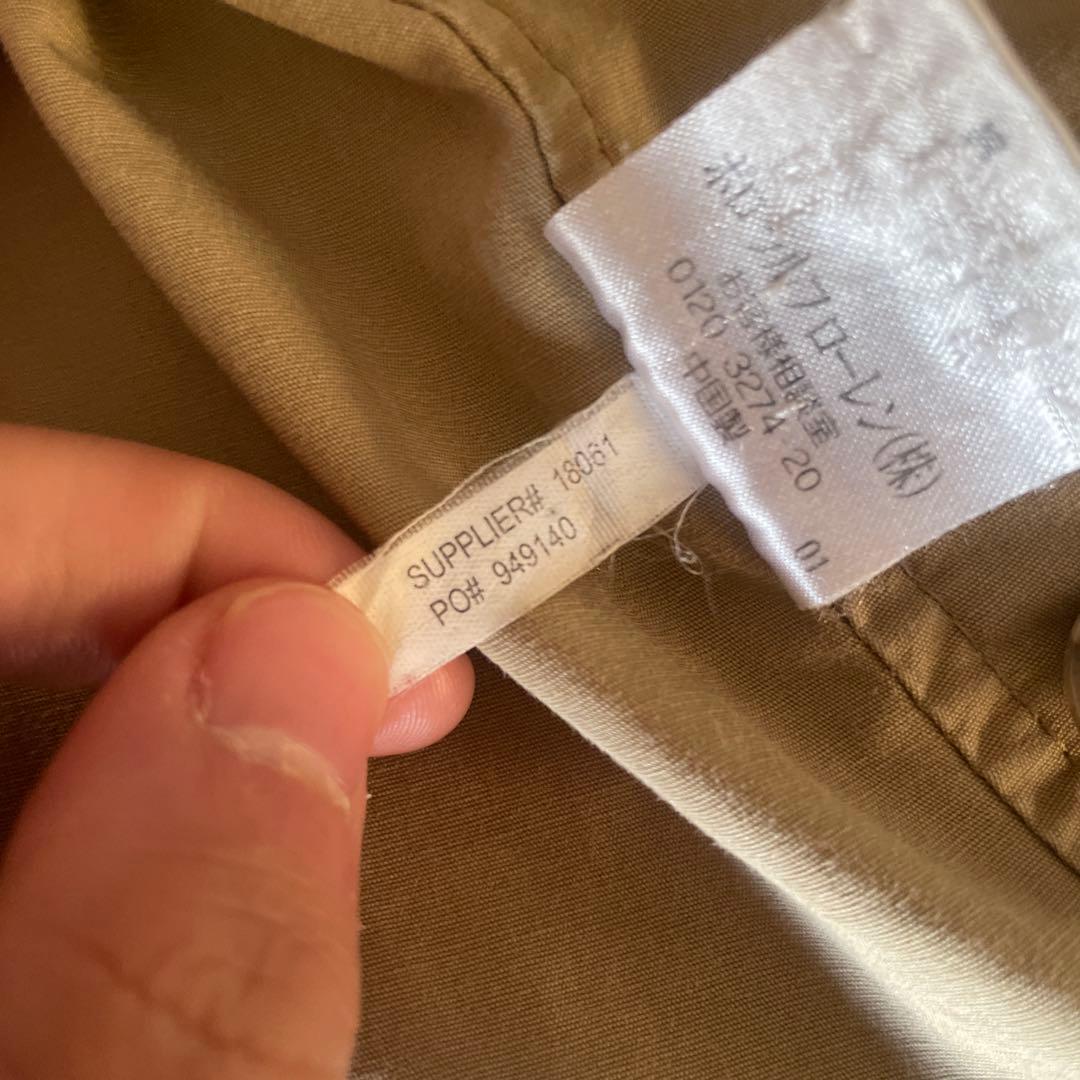 ポロ・ラルフローレン(株)
お客様相談室
0120 3274 20
中国製
01
SUPPLIER# 18061
PO# 949140